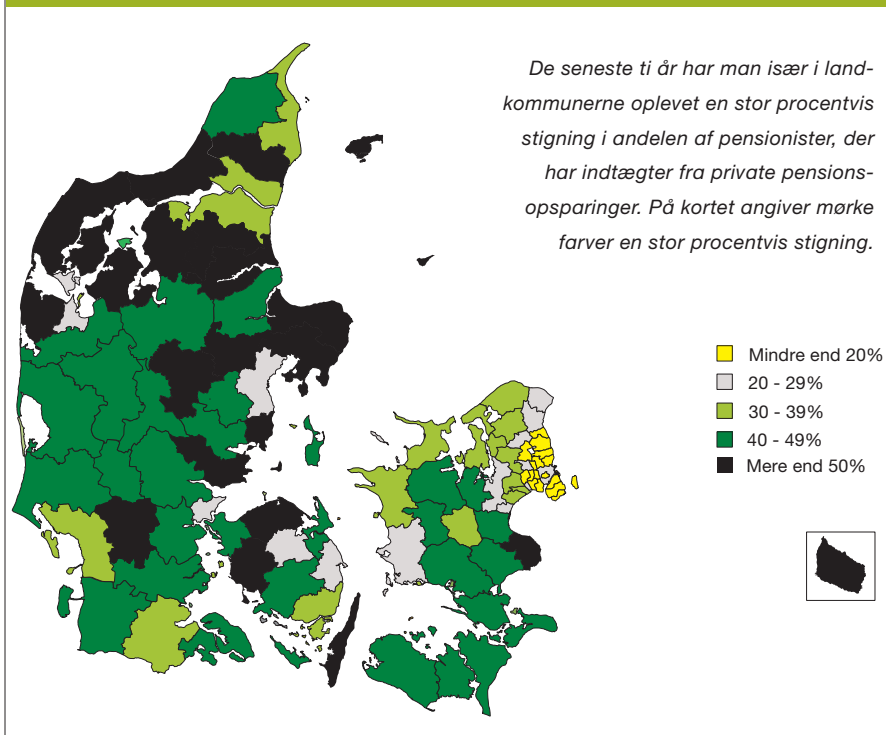 De seneste ti år har man især i land-
kommunerne oplevet en stor procentvis
stigning i andelen af pensionister, der
har indtægter fra private pensions-
opsparinger. På kortet angiver mørke
farver en stor procentvis stigning.
Mindre end 20%
20 - 29%
30 - 39%
40 - 49%
Mere end 50%